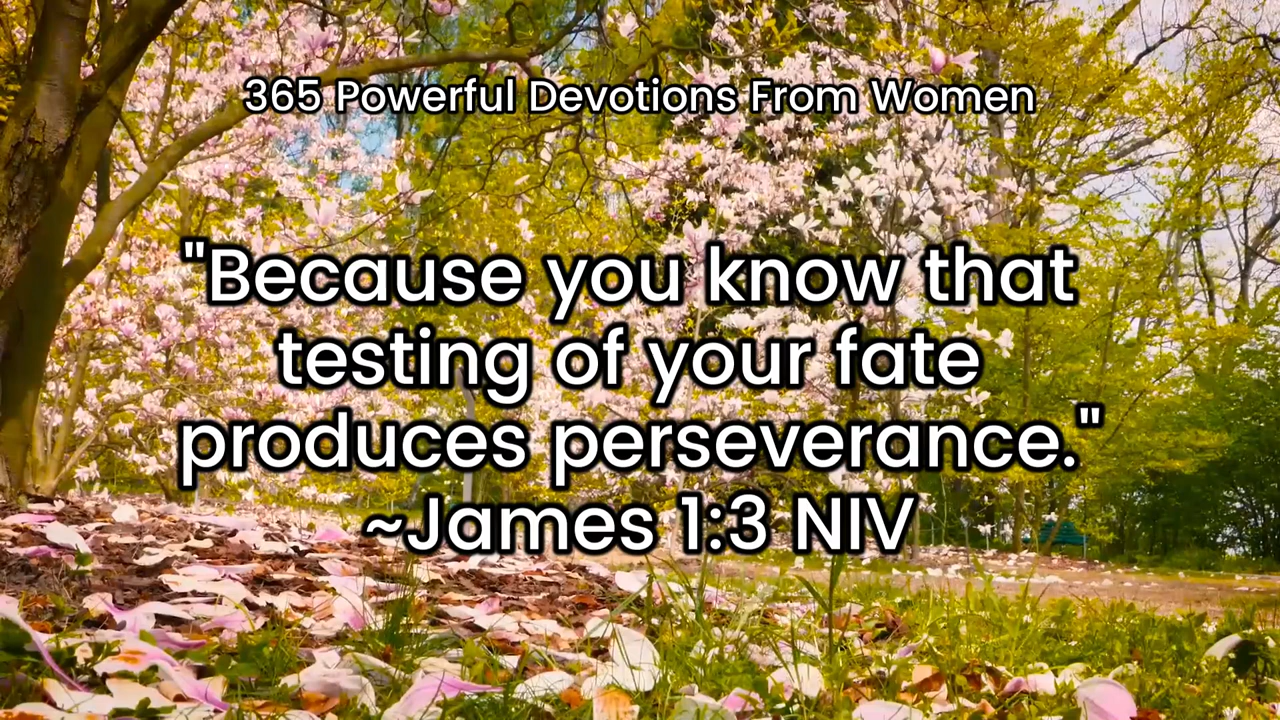 365 Powerful Devotions From Women
"Because you know that
testing of your fate
produces perseverance."
~James 1:3 NIV